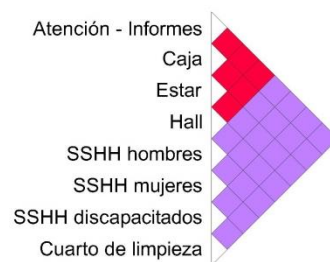 Atención - Informes
Caja
Estar
Hall
SSHH hombres
SSHH mujeres
SSHH discapacitados
Cuarto de limpieza